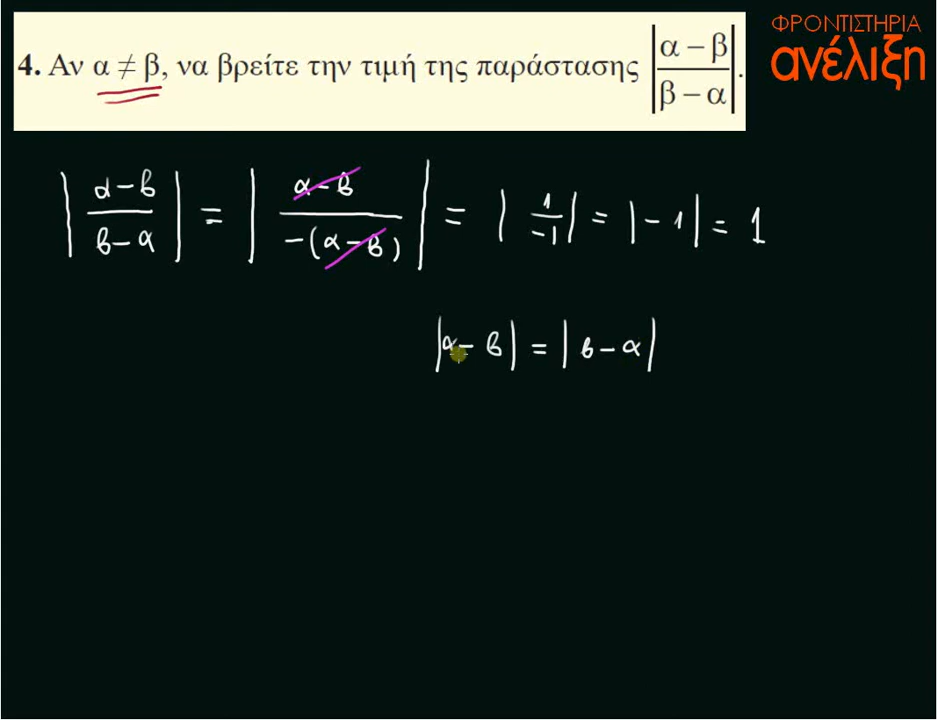 ΦΡΟΝΤΙΣΤΗΡΙΑ
ανέλιξη
4. Αν α ≠ β, να βρείτε την τιμή της παράστασης |(α − β)/(β − α)|.
|(α − β)/(β − α)| = |(α − β)/(−(α − β))| = |1/−1| = |−1| = 1
|α − β| = |β − α|